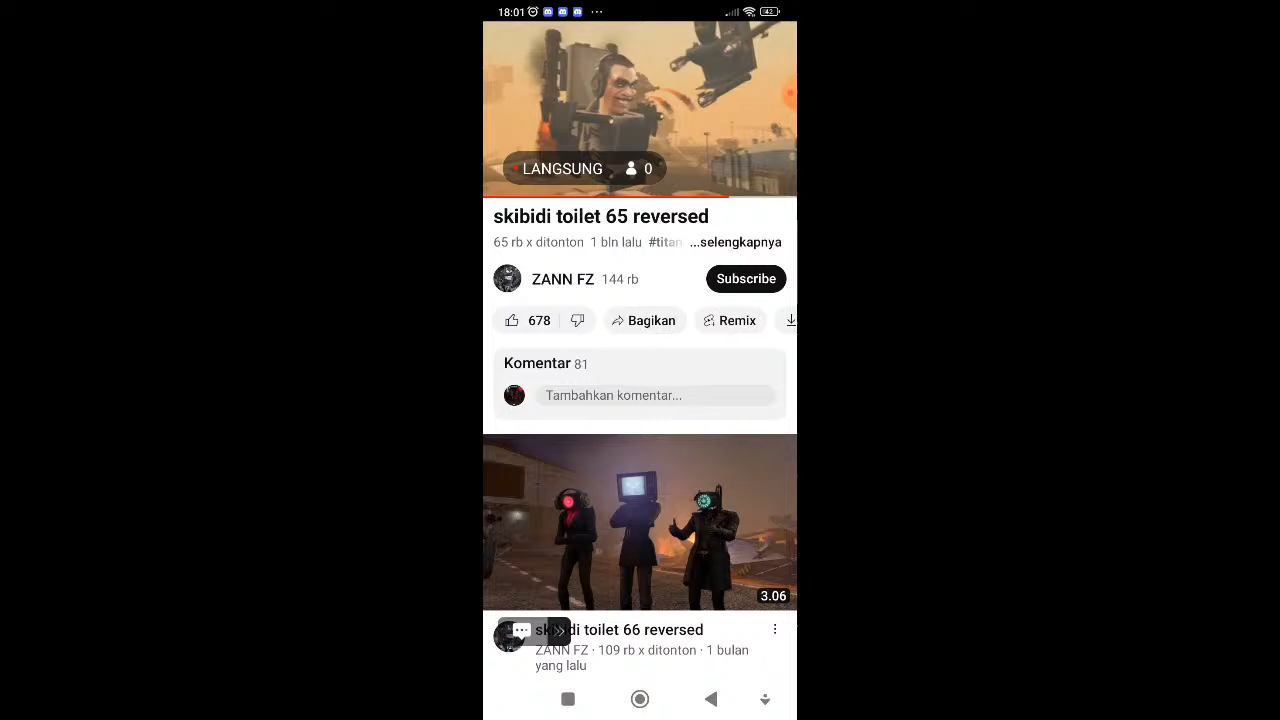 18:01 ... 42
LANGSUNG 0
skibidi toilet 65 reversed
65 rb x ditonton 1 bln lalu #titan ...selengkapnya
ZANN FZ 144 rb Subscribe
678 Bagikan Remix
Komentar 81
Tambahkan komentar...
3.06
skibidi toilet 66 reversed
ZANN FZ · 109 rb x ditonton · 1 bulan
yang lalu